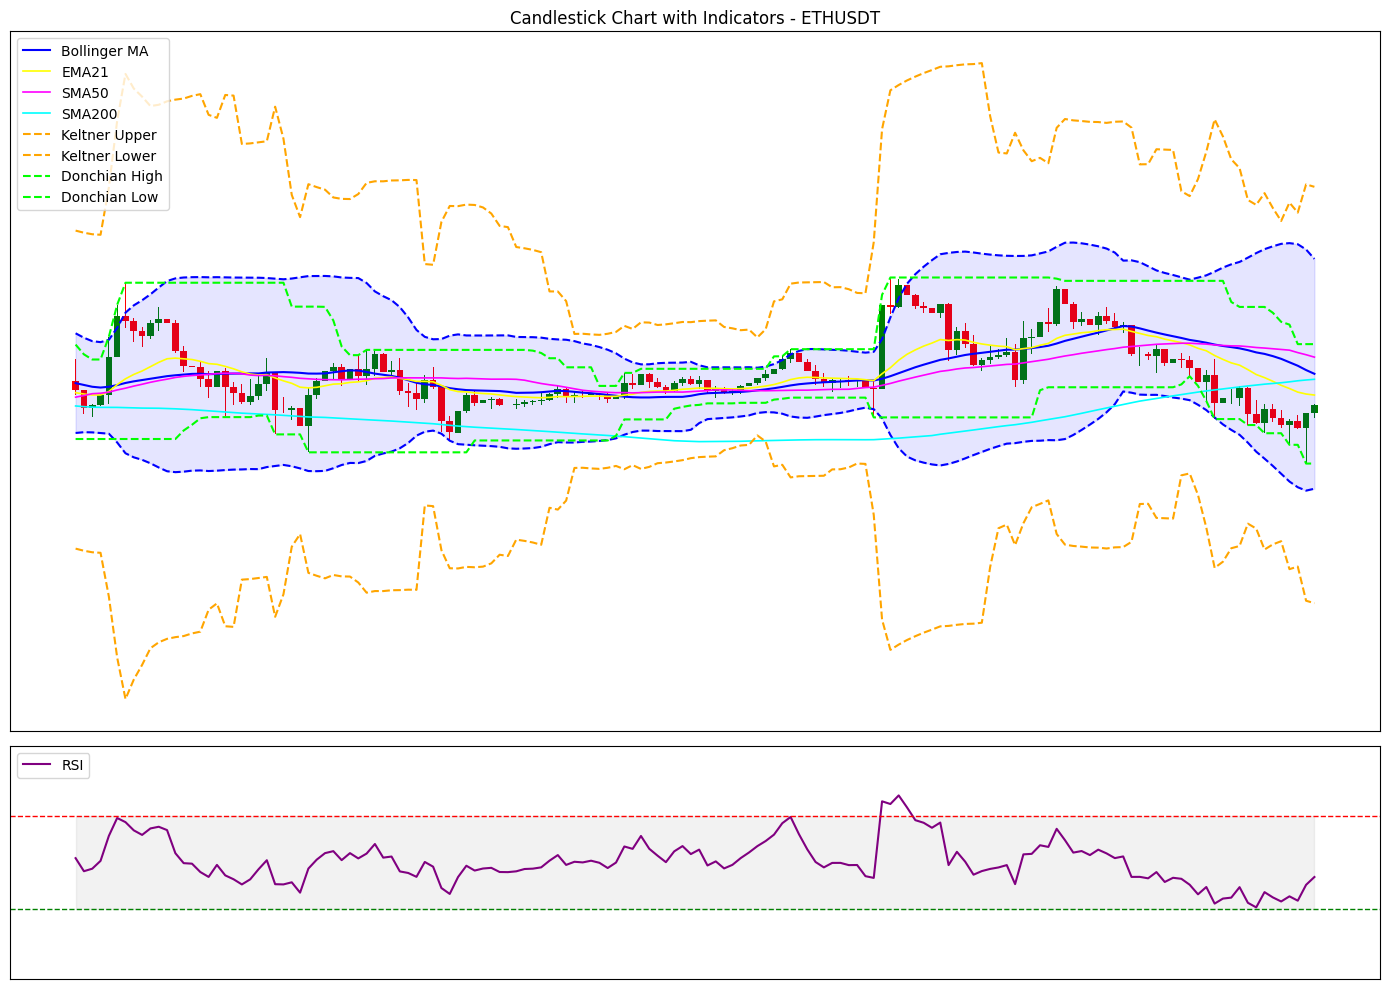 Candlestick Chart with Indicators - ETHUSDT
Bollinger MA
EMA21
SMA50
SMA200
Keltner Upper
Keltner Lower
Donchian High
Donchian Low
RSI